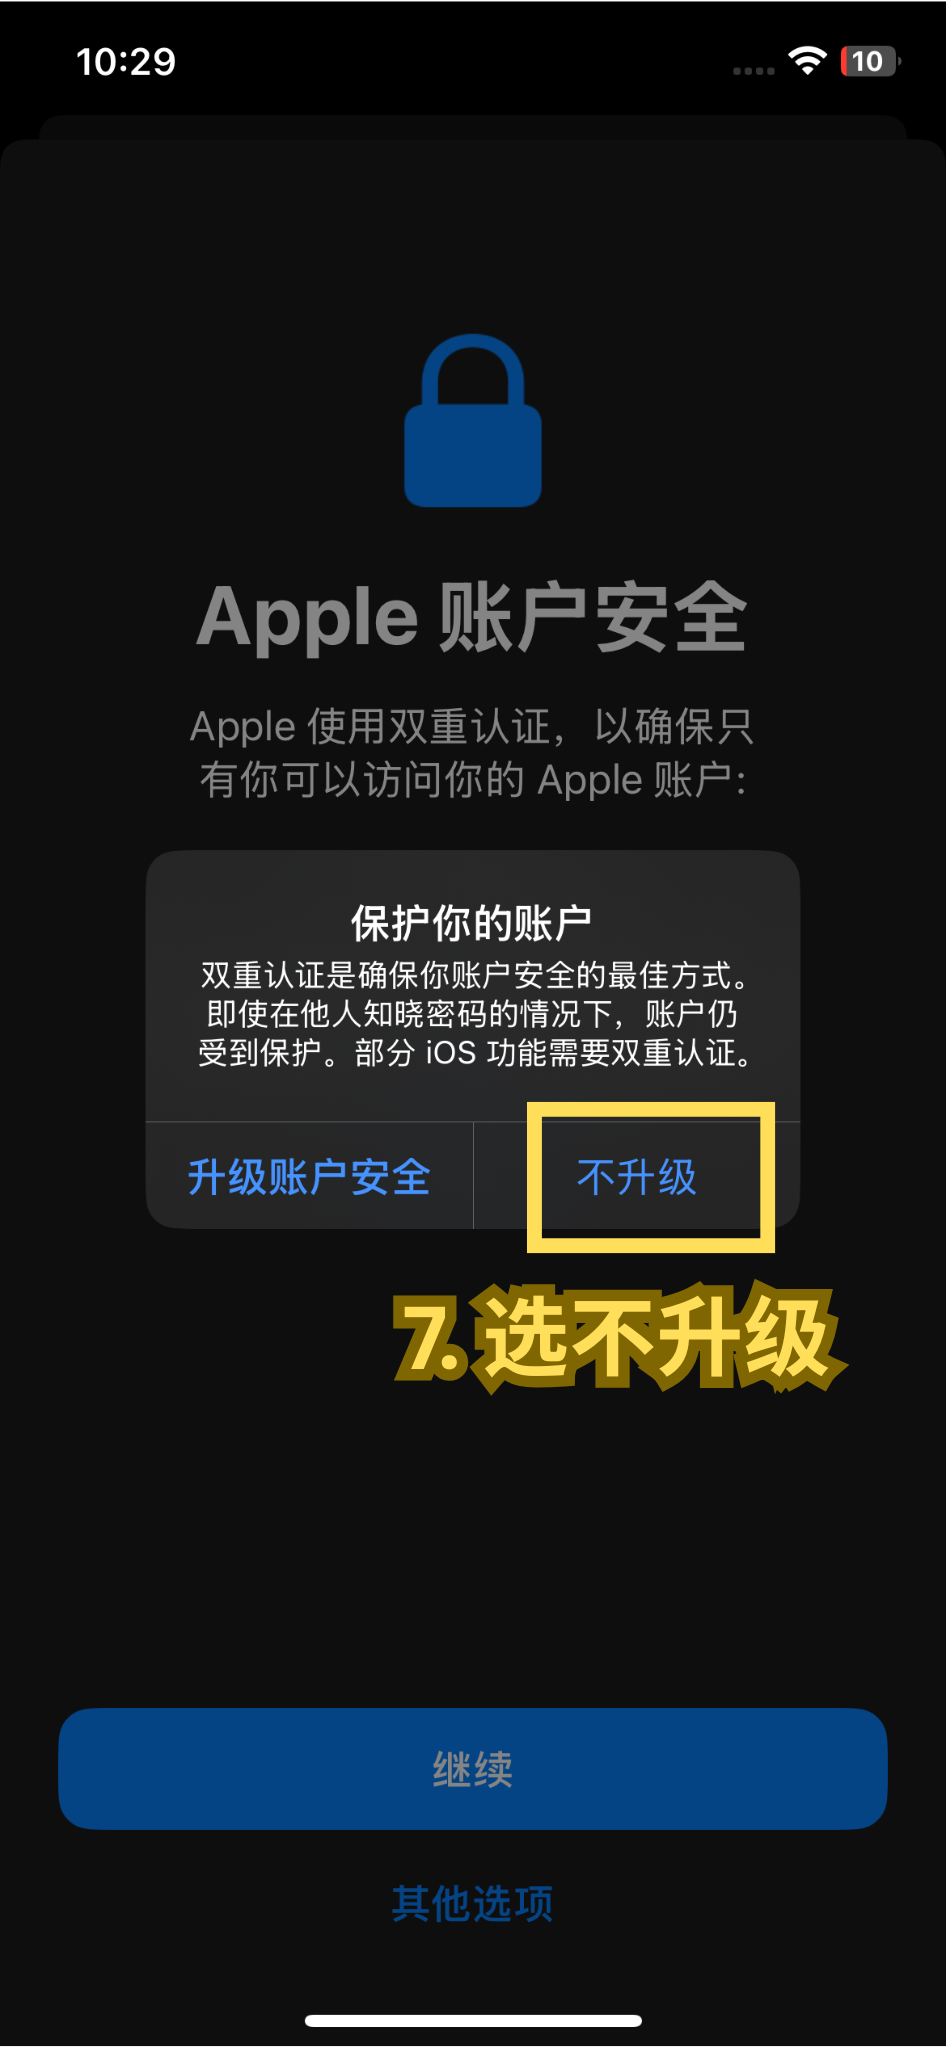 10:29
10
Apple 账户安全
Apple 使用双重认证，以确保只
有你可以访问你的 Apple 账户：
保护你的账户
双重认证是确保你账户安全的最佳方式。
即使在他人知晓密码的情况下，账户仍
受到保护。部分 iOS 功能需要双重认证。
升级账户安全
不升级
7. 选不升级
继续
其他选项